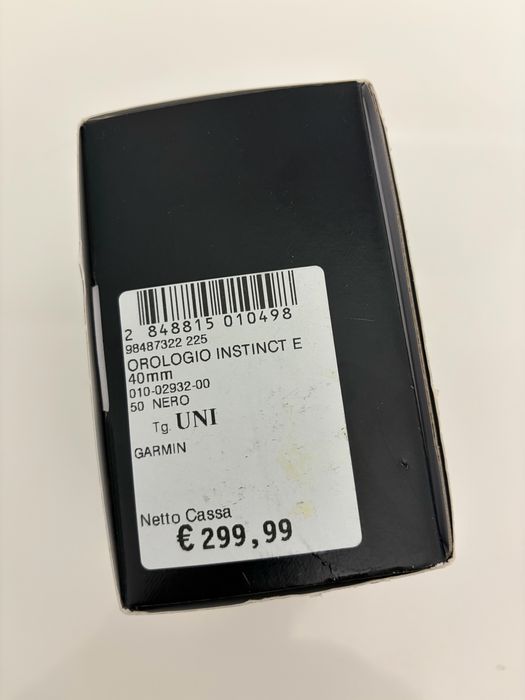 2 848815 010498
98487322 225
OROLOGIO INSTINCT E
40mm
010-02932-00
50 NERO
Tg. UNI
GARMIN
Netto Cassa
€ 299,99